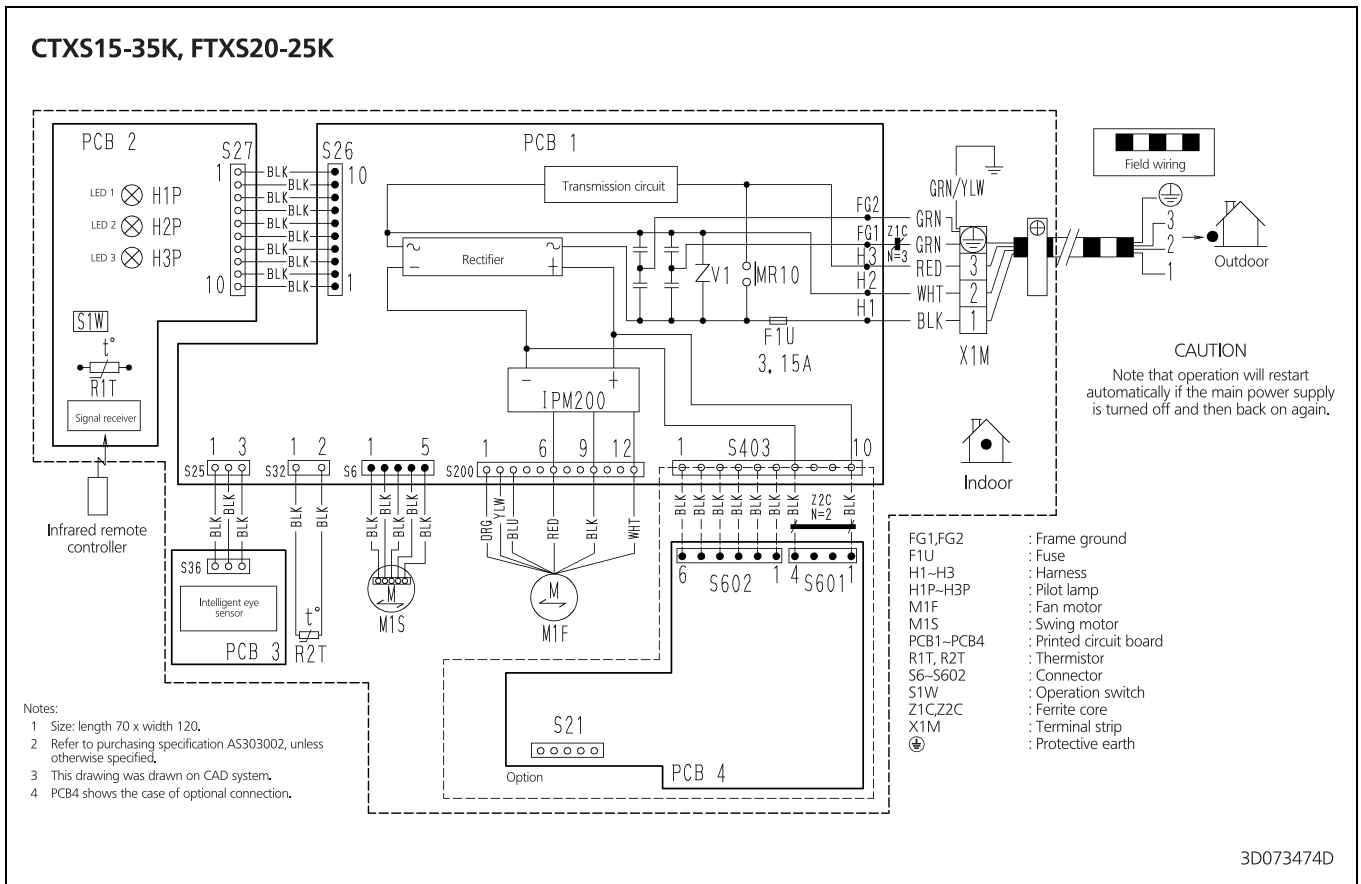 CTXS15-35K, FTXS20-25K
PCB 2
S27
S26
PCB 1
1
10
BLK
BLK
BLK
BLK
BLK
BLK
BLK
BLK
BLK
BLK
10
1
LED 1 H1P
LED 2 H2P
LED 3 H3P
S1W
t°
R1T
Signal receiver
Infrared remote
controller
Transmission circuit
Rectifier
V1
MR10
F1U
3.15A
FG2
FG1
H3
H2
H1
Z1C
N=3
GRN/YLW
GRN
GRN
RED
WHT
BLK
3
2
1
X1M
Field wiring
3
2
1
Outdoor
CAUTION
Note that operation will restart
automatically if the main power supply
is turned off and then back on again.
Indoor
− +
IPM200
S25 1 3
S32 1 2
S6 1 5
S200 1 6 9 12
1 S403 10
BLK BLK BLK
BLK BLK
BLK BLK BLK BLK BLK
ORG YLW BLU RED BLK WHT
BLK BLK BLK BLK BLK BLK BLK BLK
Z2C
N=2
S36
Intelligent eye
sensor
PCB 3
t°
R2T
M
M1S
M
M1F
6 S602 1 4 S601 1
S21
Option
PCB 4
FG1,FG2 : Frame ground
F1U : Fuse
H1~H3 : Harness
H1P~H3P : Pilot lamp
M1F : Fan motor
M1S : Swing motor
PCB1~PCB4 : Printed circuit board
R1T, R2T : Thermistor
S6~S602 : Connector
S1W : Operation switch
Z1C,Z2C : Ferrite core
X1M : Terminal strip
: Protective earth
Notes:
1 Size: length 70 x width 120.
2 Refer to purchasing specification AS303002, unless
otherwise specified.
3 This drawing was drawn on CAD system.
4 PCB4 shows the case of optional connection.
3D073474D